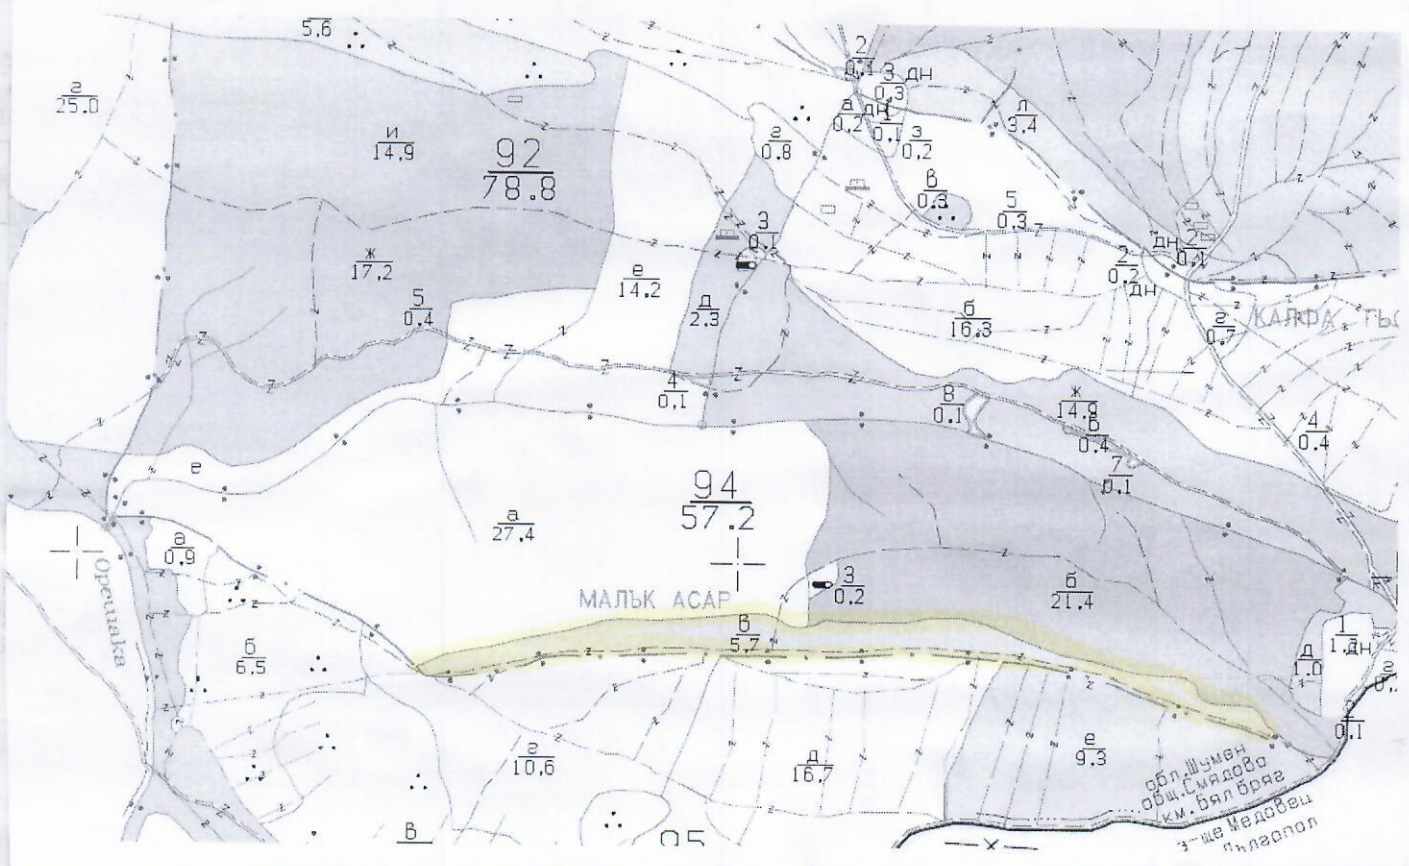 5.6
г
25.0
и
14.9
92
78.8
ж
17.2
5
0.4
е
14.2
д
2.3
3
0.1
г
0.8
2
0.1
3
0.3
дн
а
0.2
дн
1
0.1
з
0.2
л
3.4
в
0.3
5
0.3
дн
2
0.1
2
0.2
дн
б
16.3
г
0.7
КАЛФА
4
0.1
8
0.1
ж
14.9
в
0.4
7
0.1
4
0.4
е
94
57.2
а
27.4
а
0.9
Орешака
МАЛЪК АСАР
3
0.2
б
21.4
в
5.7
б
6.5
1
дн
д
1.0
0.1
г
10.6
д
16.7
е
9.3
обл.Шумен
общ.Смядово
км.бял бряг
з-ще Медовец
в
95